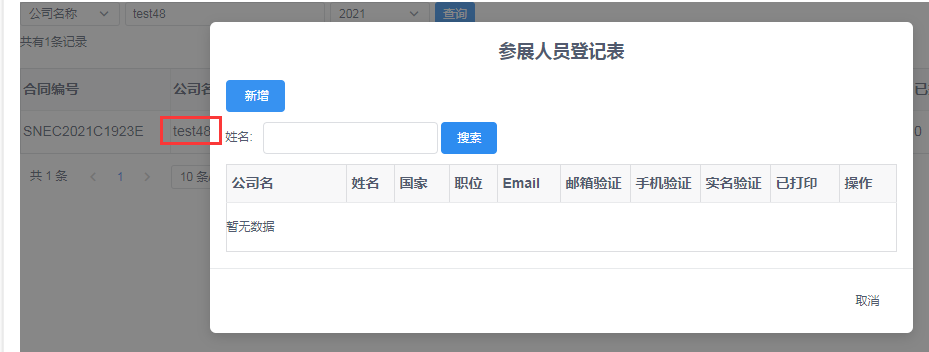 公司名称 test48 2021 查询
共有1条记录
参展人员登记表
新增
合同编号 公司名 已
SNEC2021C1923E test48 0
姓名: 搜索
共 1 条 1 10 条
公司名 姓名 国家 职位 Email 邮箱验证 手机验证 实名验证 已打印 操作
暂无数据
取消